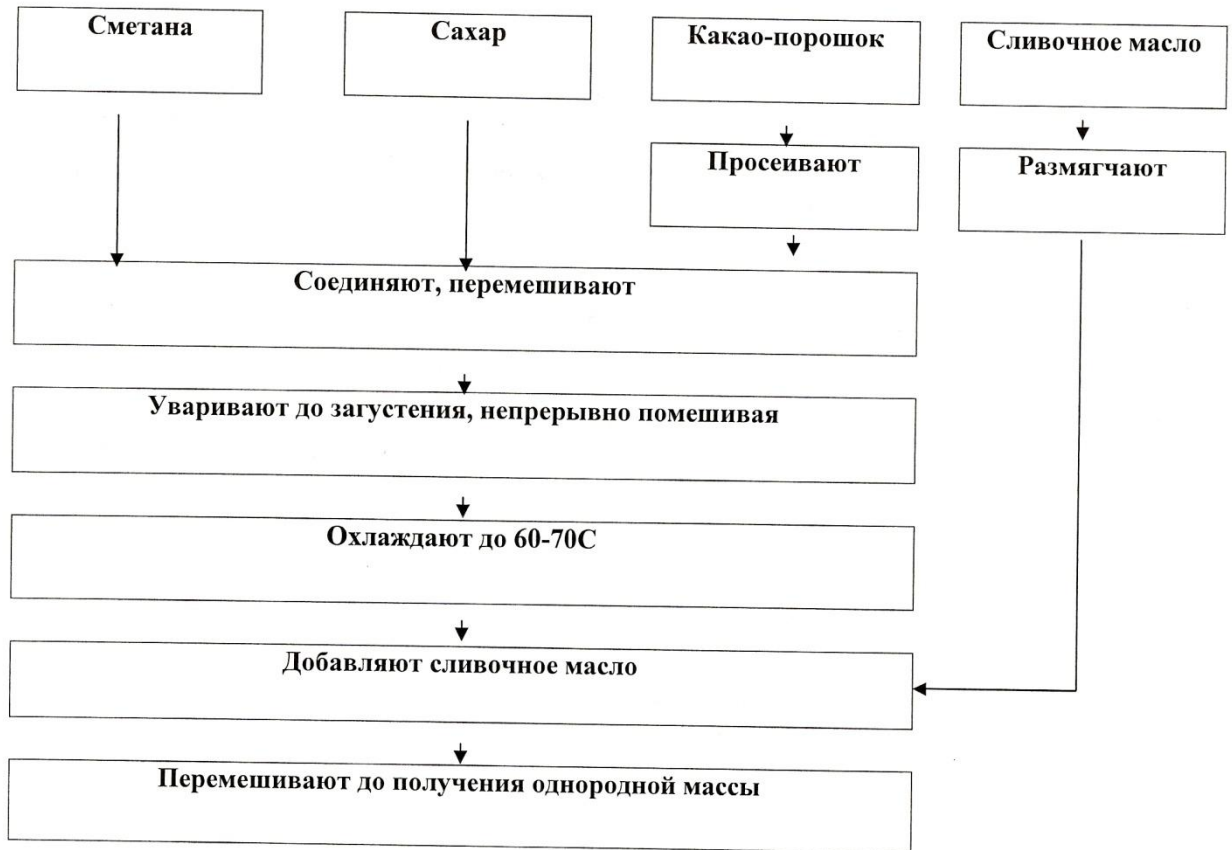 Сметана
Сахар
Какао-порошок
Сливочное масло
Просеивают
Размягчают
Соединяют, перемешивают
Уваривают до загустения, непрерывно помешивая
Охлаждают до 60-70С
Добавляют сливочное масло
Перемешивают до получения однородной массы